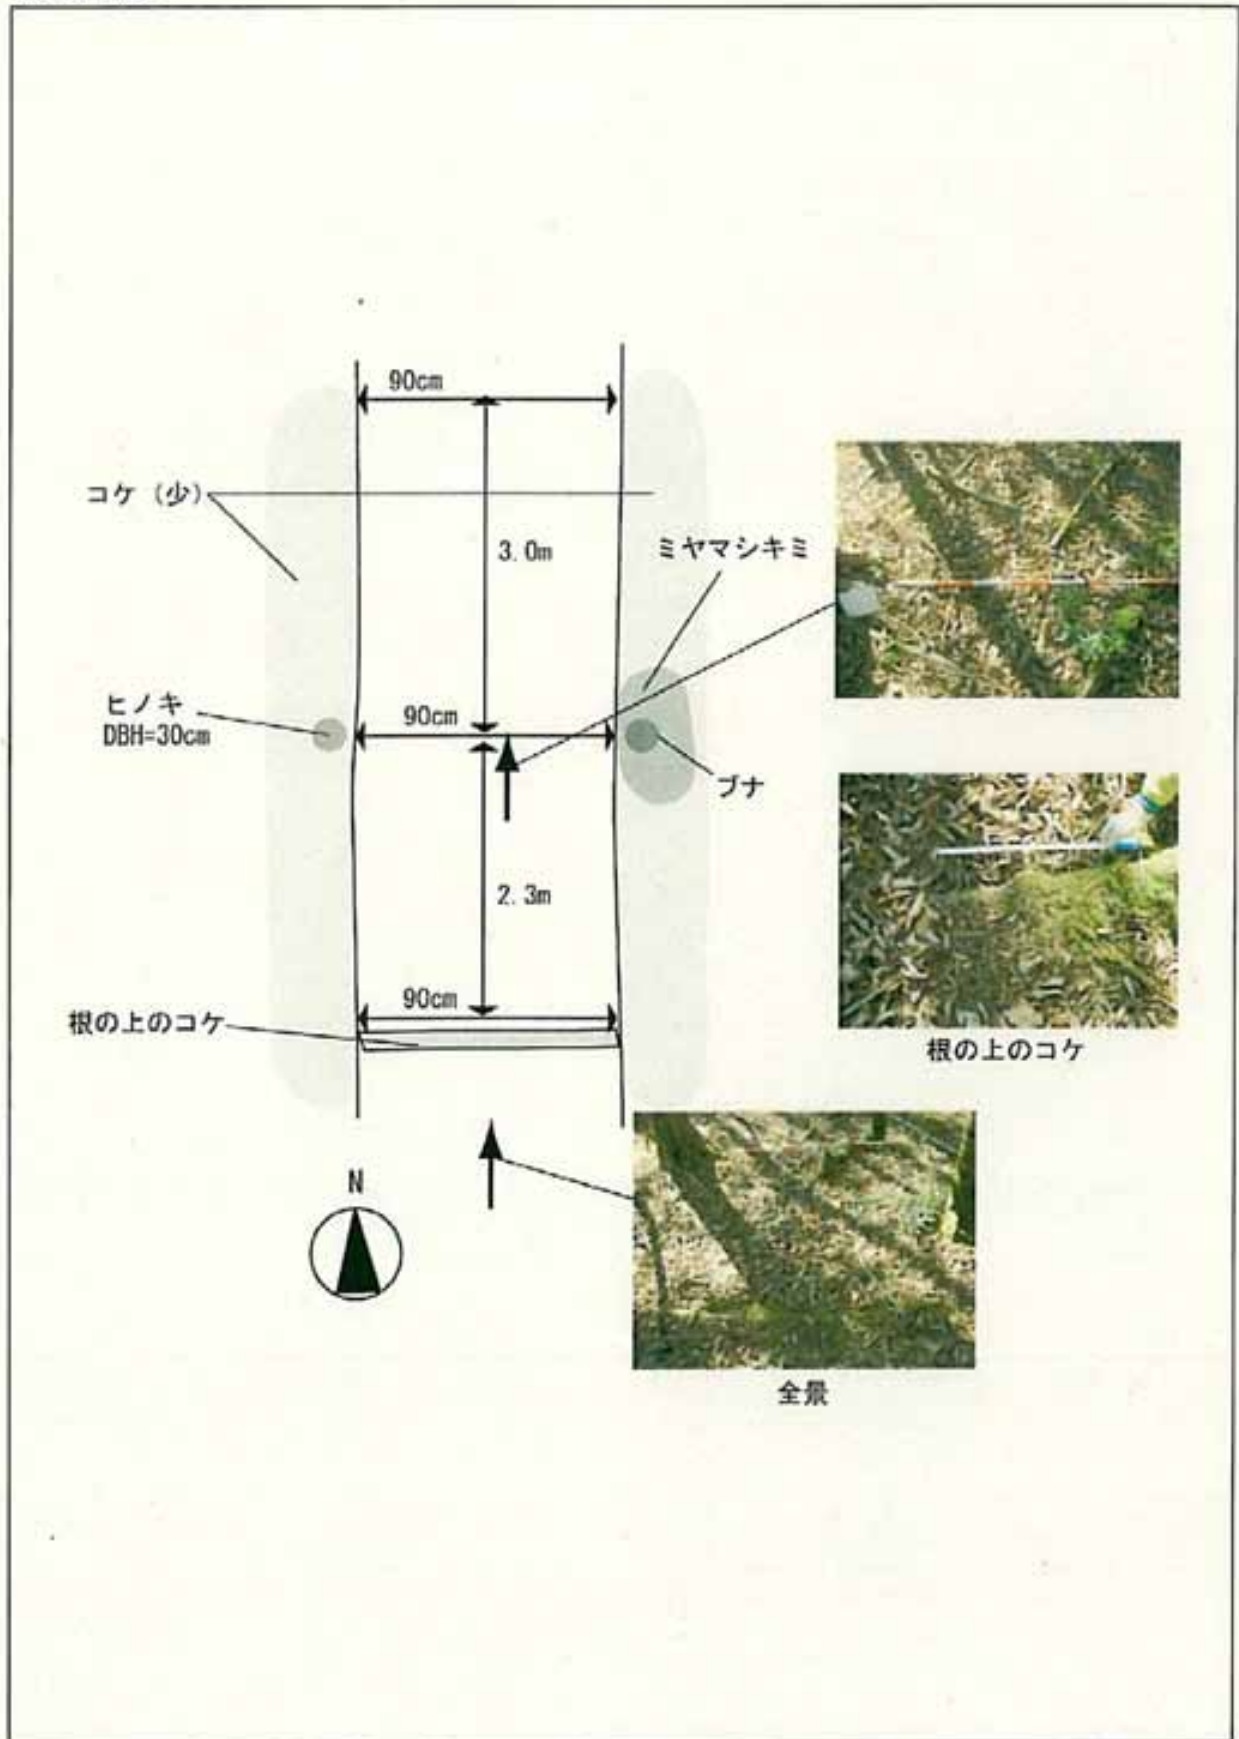 90cm
コケ（少）
3.0m
ミヤマシキミ
ヒノキ
DBH=30cm
90cm
ブナ
2.3m
90cm
根の上のコケ
根の上のコケ
N
全景